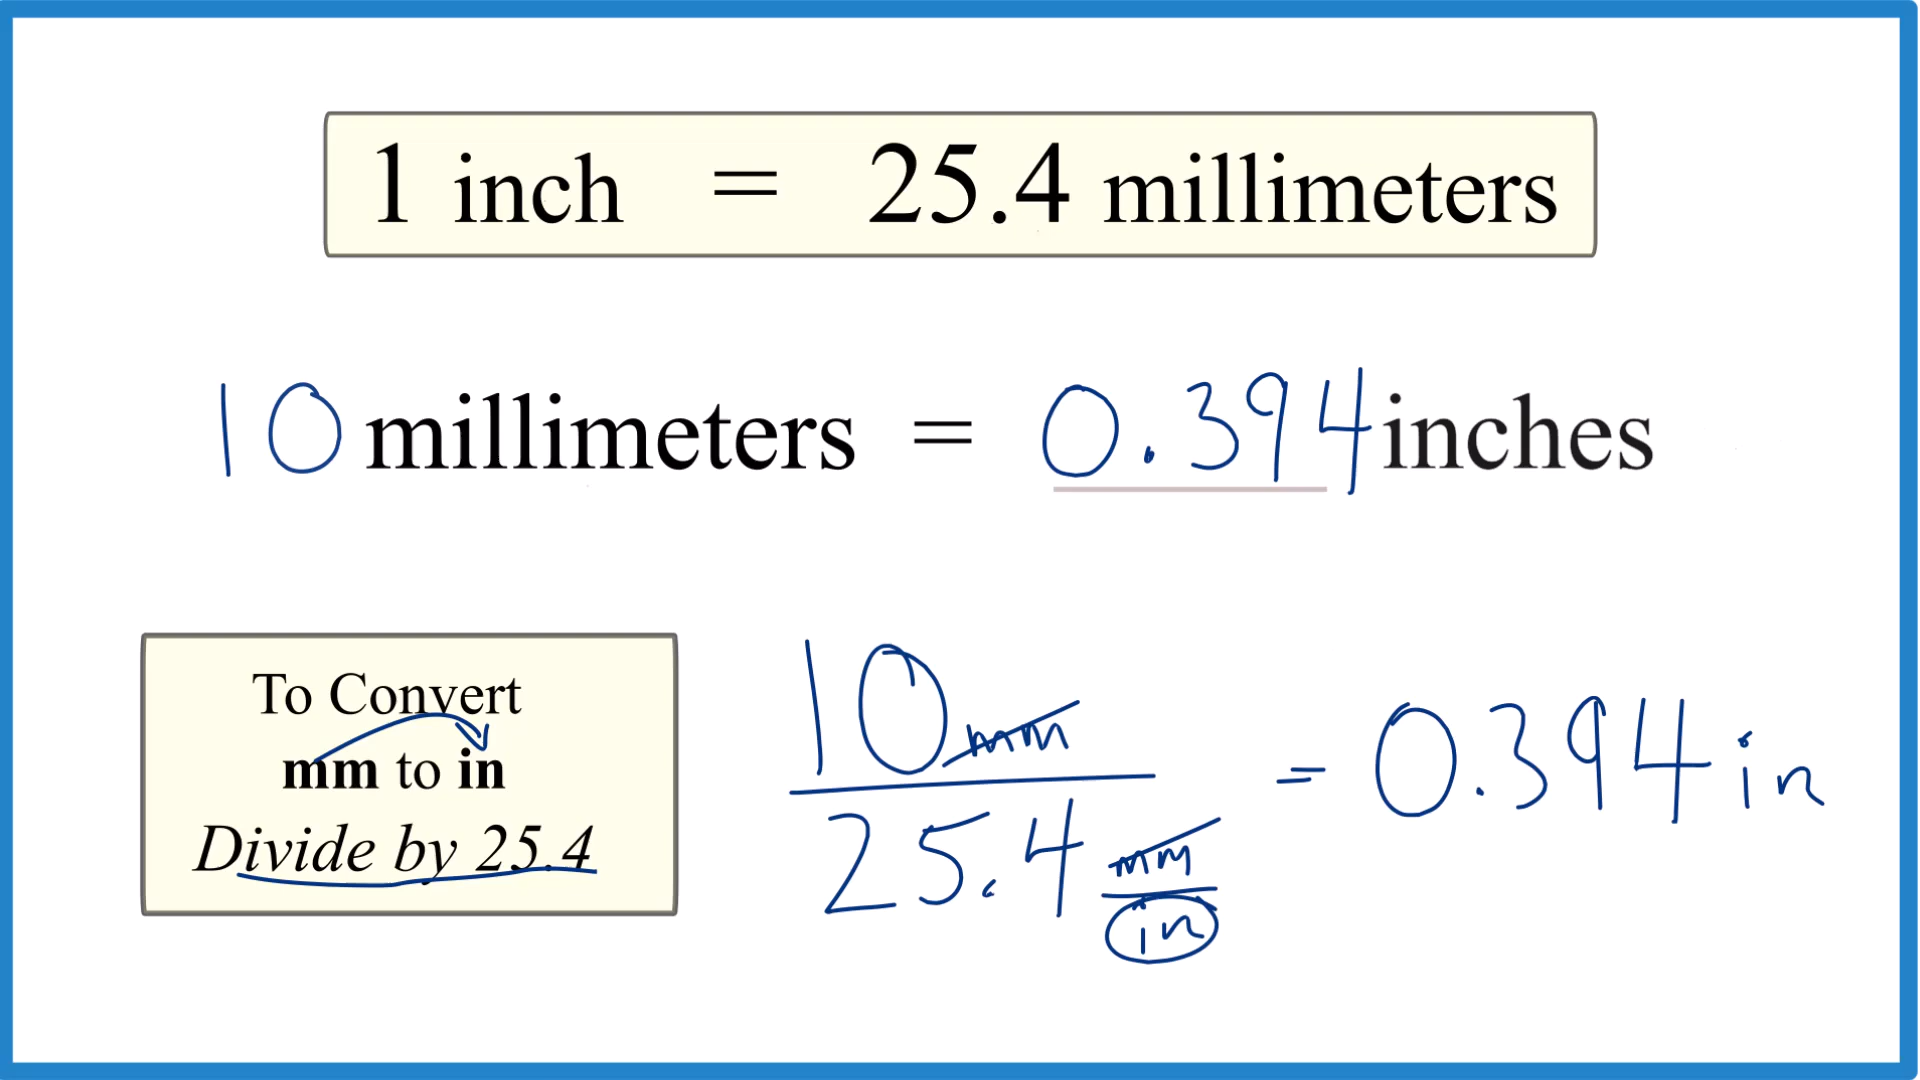 1 inch = 25.4 millimeters
10 millimeters = 0.394 inches
To Convert
mm to in
Divide by 25.4
10 mm
25.4 mm
in
= 0.394 in